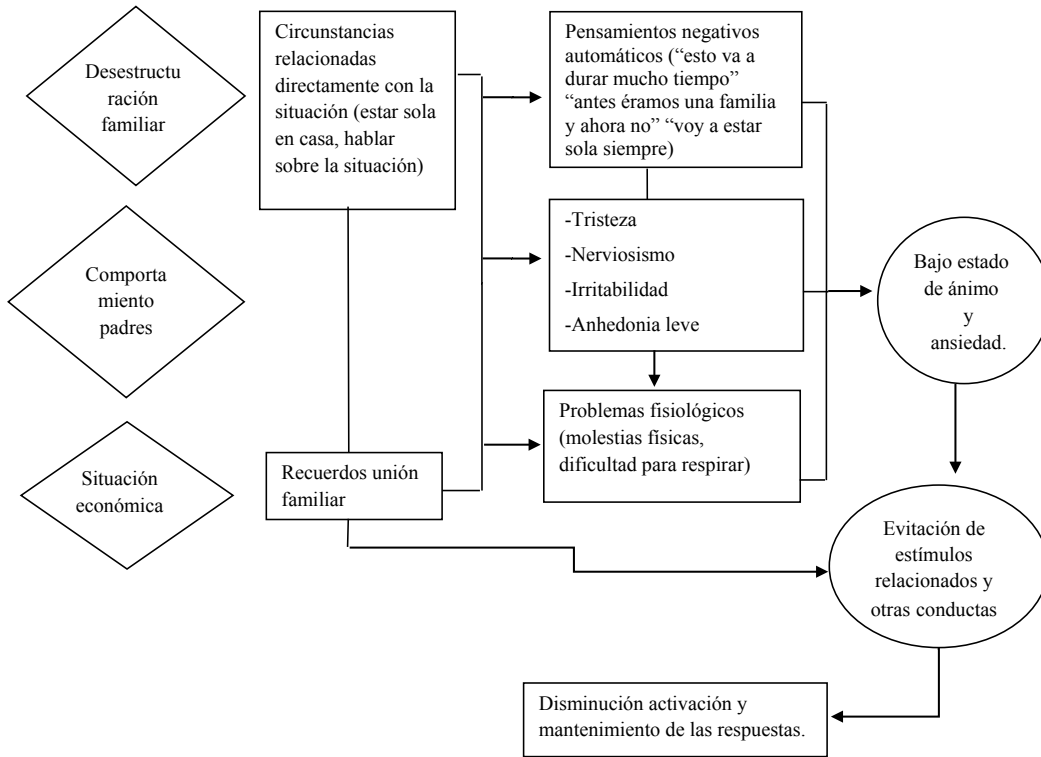 Desestructu
ración
familiar
Circunstancias
relacionadas
directamente con la
situación (estar sola
en casa, hablar
sobre la situación)
Pensamientos negativos
automáticos (“esto va a
durar mucho tiempo”
“antes éramos una familia
y ahora no” “voy a estar
sola siempre)
Comporta
miento
padres
-Tristeza
-Nerviosismo
-Irritabilidad
-Anhedonia leve
Bajo estado
de ánimo
y
ansiedad.
Situación
económica
Recuerdos unión
familiar
Problemas fisiológicos
(molestias físicas,
dificultad para respirar)
Evitación de
estímulos
relacionados y
otras conductas
Disminución activación y
mantenimiento de las respuestas.